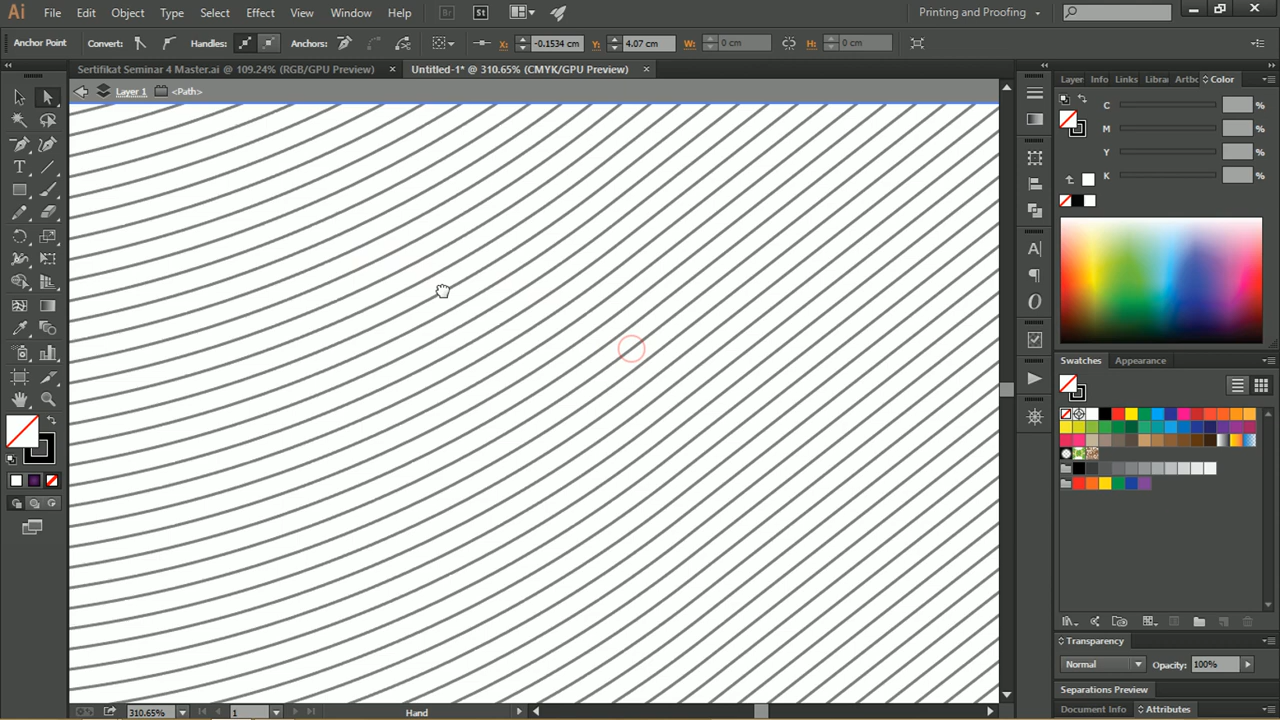 Ai File Edit Object Type Select Effect View Window Help Br St Printing and Proofing
Anchor Point Convert: Handles: Anchors: X: -0.1534 cm Y: 4.07 cm W: 0 cm H: 0 cm
Sertifikat Seminar 4 Master.ai @ 109.24% (RGB/GPU Preview) × Untitled-1* @ 310.65% (CMYK/GPU Preview) ×
Layer 1 <Path>
Layer Info Links Libra Artbo Color
C %
M %
Y %
K %
Swatches Appearance
Transparency
Normal Opacity: 100%
Separations Preview
Document Info Attributes
310.65% 1 Hand